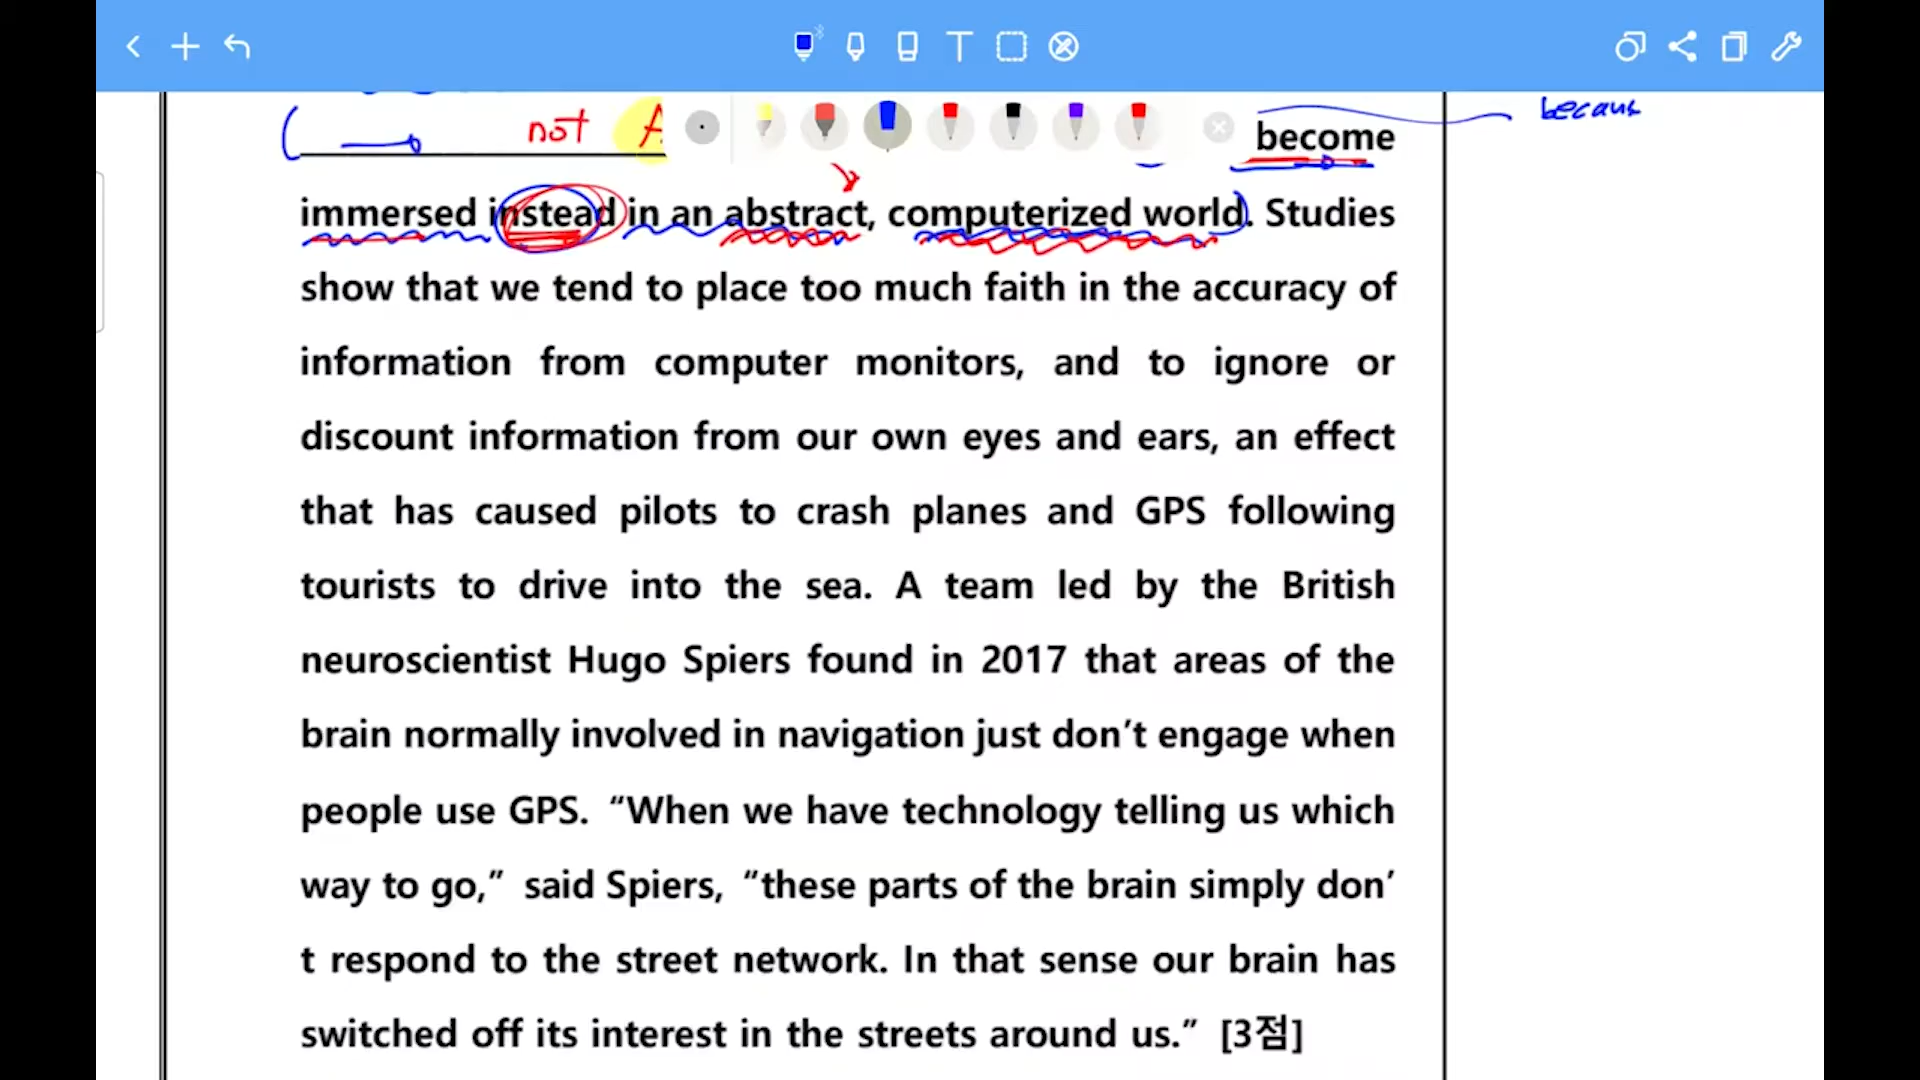 becaus
not A become
immersed instead in an abstract, computerized world. Studies
show that we tend to place too much faith in the accuracy of
information from computer monitors, and to ignore or
discount information from our own eyes and ears, an effect
that has caused pilots to crash planes and GPS following
tourists to drive into the sea. A team led by the British
neuroscientist Hugo Spiers found in 2017 that areas of the
brain normally involved in navigation just don’t engage when
people use GPS. “When we have technology telling us which
way to go,” said Spiers, “these parts of the brain simply don’
t respond to the street network. In that sense our brain has
switched off its interest in the streets around us.” [3점]